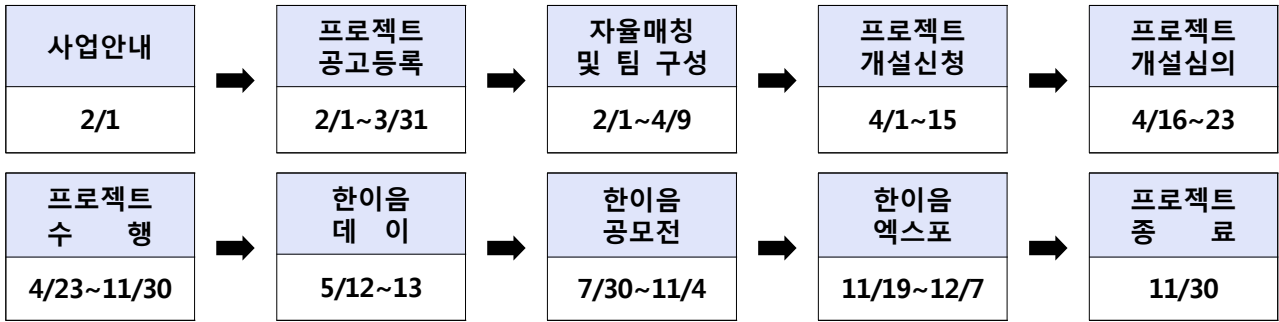 사업안내
2/1
프로젝트
공고등록
2/1~3/31
자율매칭
및 팀 구성
2/1~4/9
프로젝트
개설신청
4/1~15
프로젝트
개설심의
4/16~23
프로젝트
수 행
4/23~11/30
한이음
데 이
5/12~13
한이음
공모전
7/30~11/4
한이음
엑스포
11/19~12/7
프로젝트
종 료
11/30